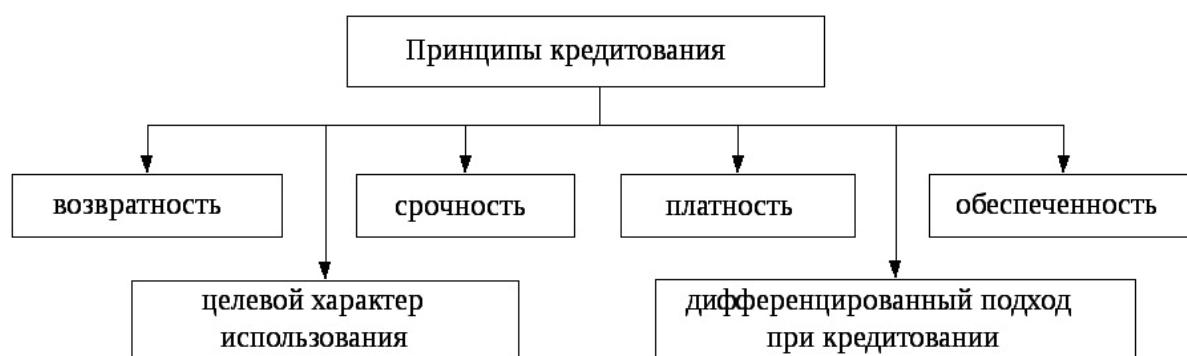 Принципы кредитования
возвратность
срочность
платность
обеспеченность
целевой характер
использования
дифференцированный подход
при кредитовании